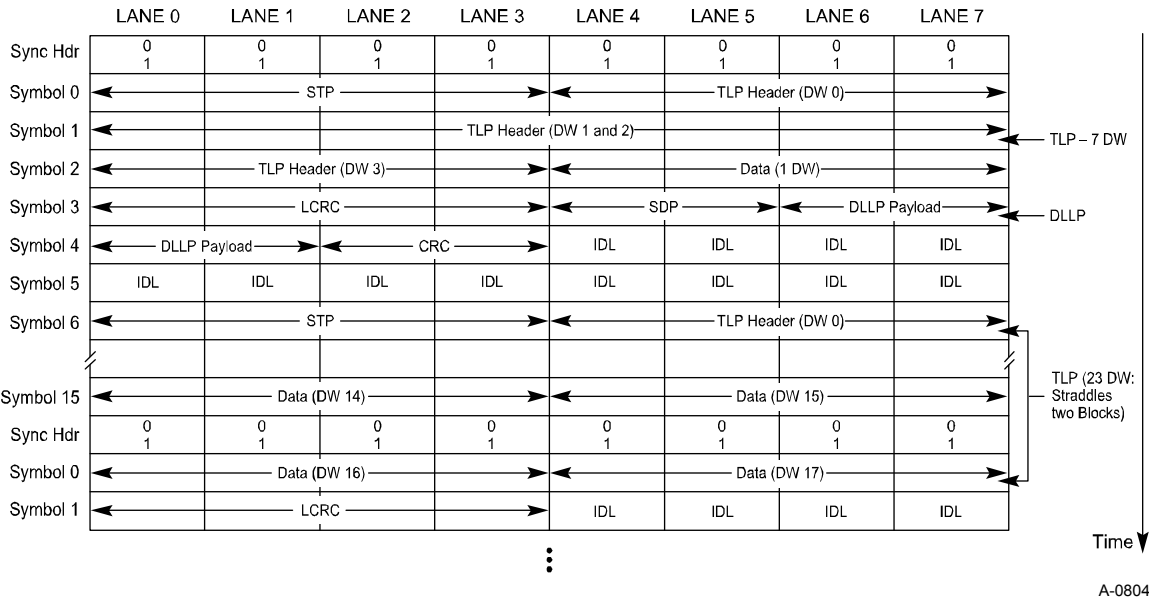 LANE 0 LANE 1 LANE 2 LANE 3 LANE 4 LANE 5 LANE 6 LANE 7
Sync Hdr 0 0 0 0 0 0 0 0
1 1 1 1 1 1 1 1
Symbol 0 STP TLP Header (DW 0)
Symbol 1 TLP Header (DW 1 and 2)
TLP – 7 DW
Symbol 2 TLP Header (DW 3) Data (1 DW)
Symbol 3 LCRC SDP DLLP Payload
DLLP
Symbol 4 DLLP Payload CRC IDL IDL IDL IDL
Symbol 5 IDL IDL IDL IDL IDL IDL IDL IDL
Symbol 6 STP TLP Header (DW 0)
TLP (23 DW:
Straddles
two Blocks)
Symbol 15 Data (DW 14) Data (DW 15)
Sync Hdr 0 0 0 0 0 0 0 0
1 1 1 1 1 1 1 1
Symbol 0 Data (DW 16) Data (DW 17)
Symbol 1 LCRC IDL IDL IDL IDL
Time
A-0804